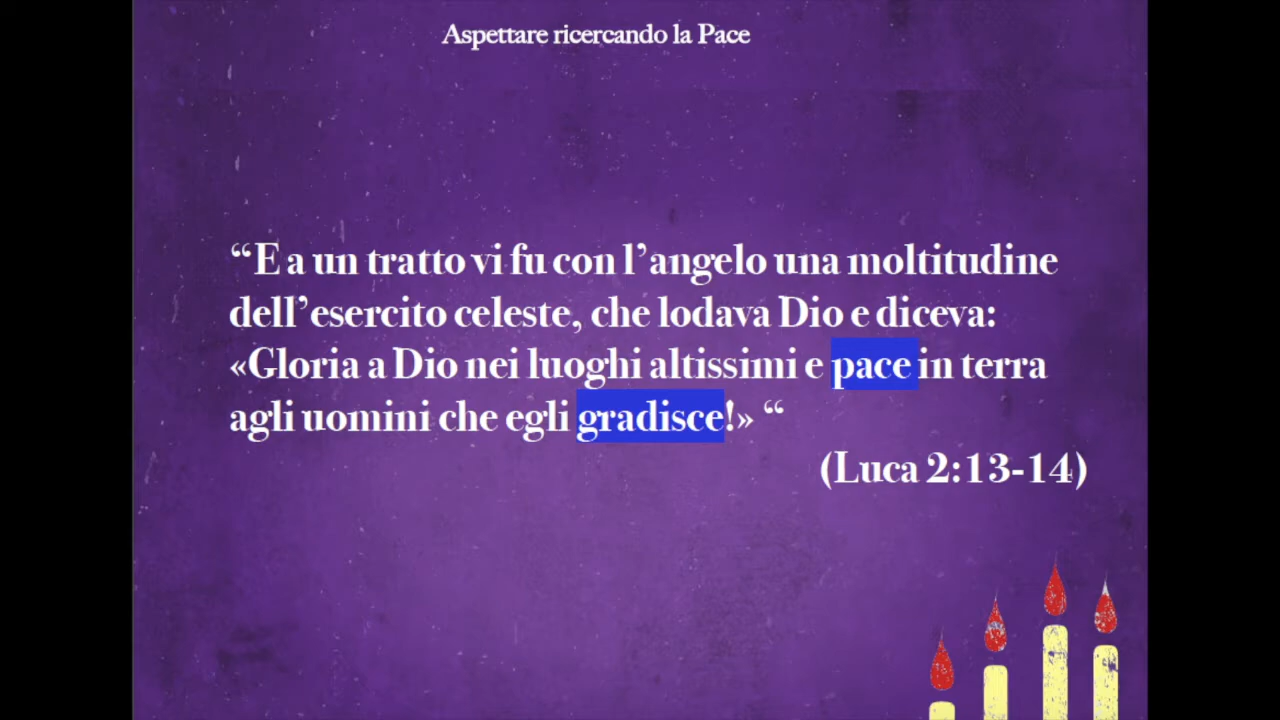 Aspettare ricercando la Pace
“E a un tratto vi fu con l’angelo una moltitudine
dell’esercito celeste, che lodava Dio e diceva:
«Gloria a Dio nei luoghi altissimi e pace in terra
agli uomini che egli gradisce!» “
(Luca 2:13-14)